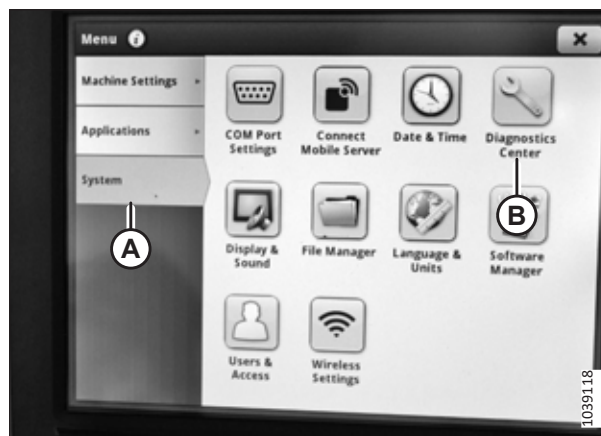 Menu i
Machine Settings
Applications
System
COM Port
Settings
Connect
Mobile Server
Date & Time
Diagnostics
Center
Display &
Sound
File Manager
Language &
Units
Software
Manager
Users &
Access
Wireless
Settings
A
B
1039118